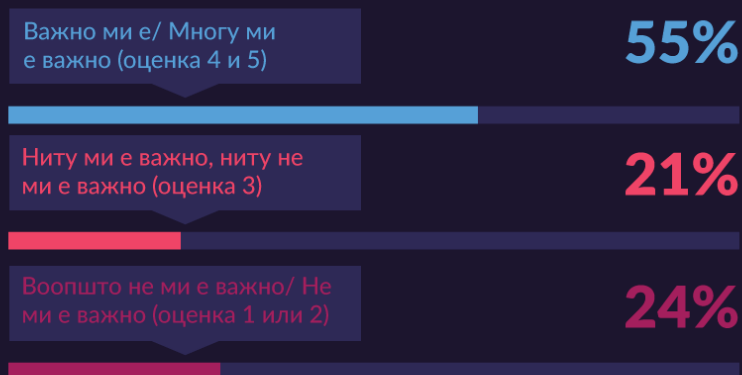 Важно ми е/ Многу ми
е важно (оценка 4 и 5)
55%
Ниту ми е важно, ниту не
ми е важно (оценка 3)
21%
Воопшто не ми е важно/ Не
ми е важно (оценка 1 или 2)
24%